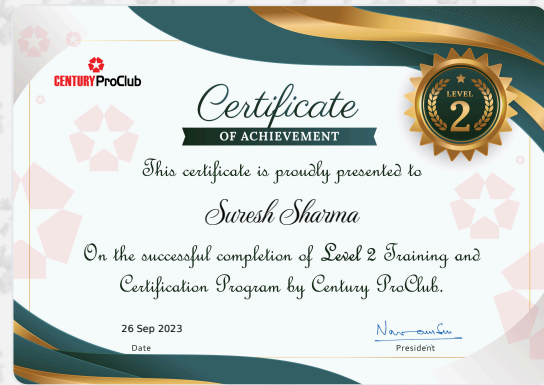 CENTURY ProClub
Certificate
OF ACHIEVEMENT
LEVEL
2
This certificate is proudly presented to
Suresh Sharma
On the successful completion of Level 2 Training and
Certification Program by Century ProClub.
26 Sep 2023
Date
President